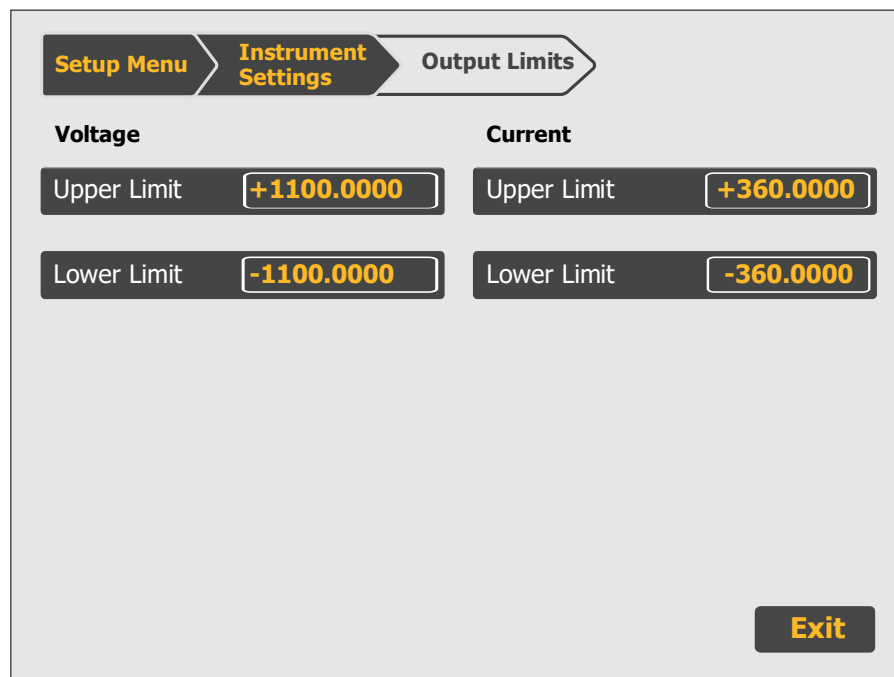 Setup Menu
Instrument
Settings
Output Limits
Voltage
Current
Upper Limit +1100.0000
Upper Limit +360.0000
Lower Limit -1100.0000
Lower Limit -360.0000
Exit